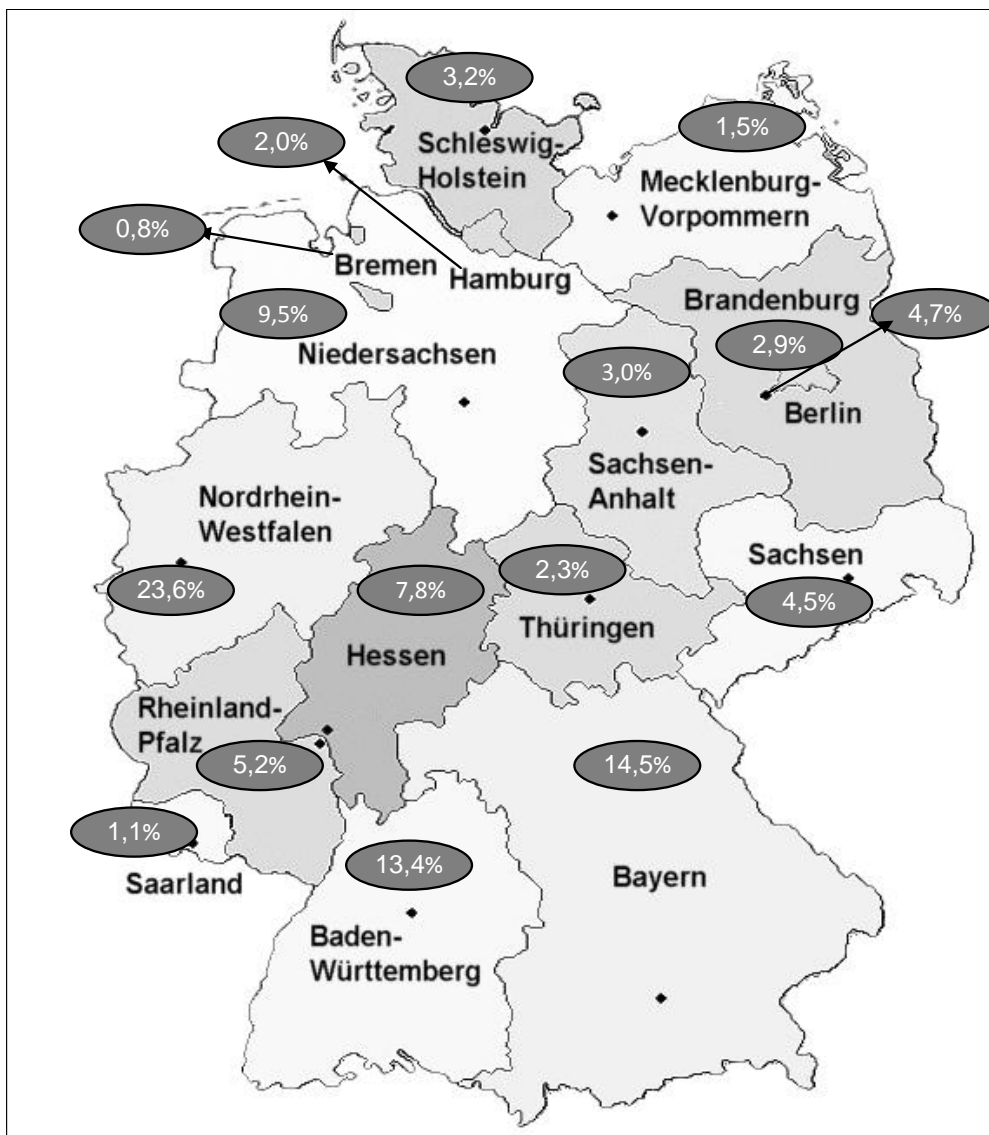 3,2%
Schleswig-
Holstein
2,0%
1,5%
Mecklenburg-
Vorpommern
0,8%
Bremen
Hamburg
Brandenburg
4,7%
9,5%
Niedersachsen
2,9%
3,0%
Berlin
Sachsen-
Anhalt
Nordrhein-
Westfalen
23,6%
7,8%
2,3%
Sachsen
4,5%
Thüringen
Hessen
Rheinland-
Pfalz
5,2%
14,5%
1,1%
Saarland
13,4%
Bayern
Baden-
Württemberg